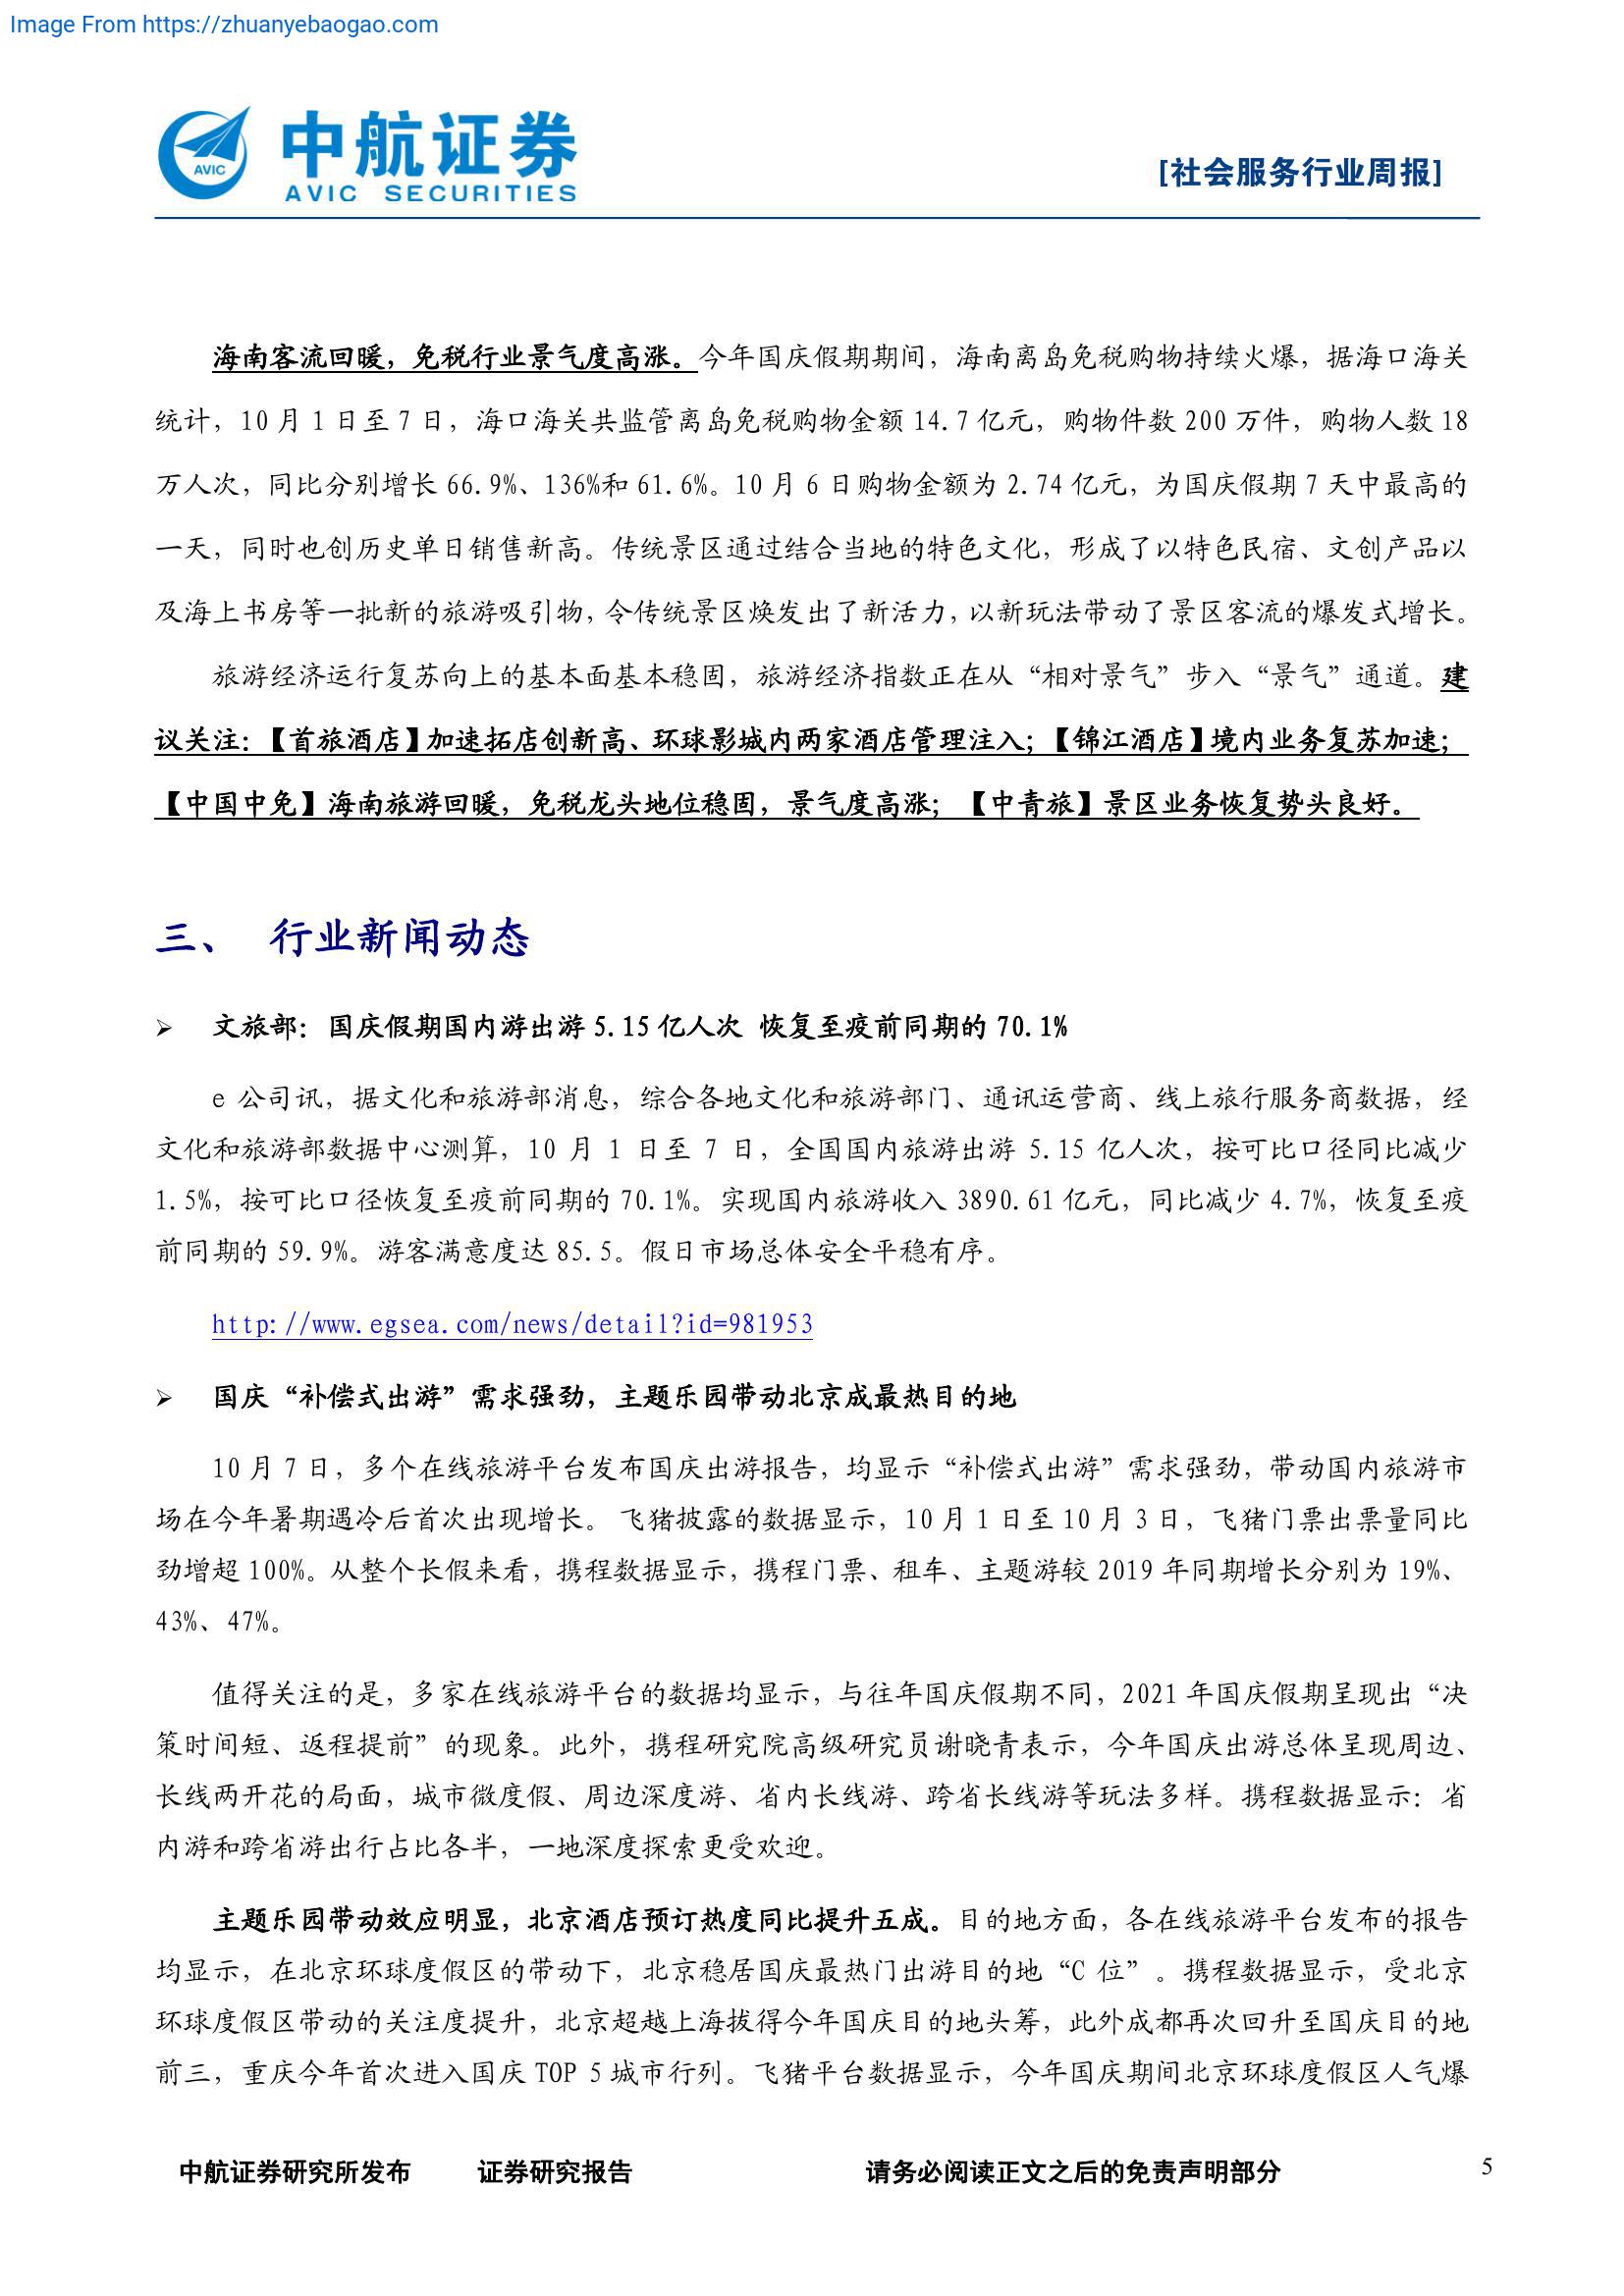 Image From https://zhuanyebaogao.com
AVIC
中航证券
AVIC SECURITIES
[社会服务行业周报]
海南客流回暖，免税行业景气度高涨。今年国庆假期期间，海南离岛免税购物持续火爆，据海口海关
统计，10 月 1 日至 7 日，海口海关共监管离岛免税购物金额 14.7 亿元，购物件数 200 万件，购物人数 18
万人次，同比分别增长 66.9%、136%和 61.6%。10 月 6 日购物金额为 2.74 亿元，为国庆假期 7 天中最高的
一天，同时也创历史单日销售新高。传统景区通过结合当地的特色文化，形成了以特色民宿、文创产品以
及海上书房等一批新的旅游吸引物，令传统景区焕发出了新活力，以新玩法带动了景区客流的爆发式增长。
旅游经济运行复苏向上的基本面基本稳固，旅游经济指数正在从“相对景气”步入“景气”通道。建
议关注：【首旅酒店】加速拓店创新高、环球影城内两家酒店管理注入；【锦江酒店】境内业务复苏加速；
【中国中免】海南旅游回暖，免税龙头地位稳固，景气度高涨；【中青旅】景区业务恢复势头良好。
三、 行业新闻动态
➢ 文旅部：国庆假期国内游出游 5.15 亿人次 恢复至疫前同期的 70.1%
e 公司讯，据文化和旅游部消息，综合各地文化和旅游部门、通讯运营商、线上旅行服务商数据，经
文化和旅游部数据中心测算，10 月 1 日至 7 日，全国国内旅游出游 5.15 亿人次，按可比口径同比减少
1.5%，按可比口径恢复至疫前同期的 70.1%。实现国内旅游收入 3890.61 亿元，同比减少 4.7%，恢复至疫
前同期的 59.9%。游客满意度达 85.5。假日市场总体安全平稳有序。
http://www.egsea.com/news/detail?id=981953
➢ 国庆“补偿式出游”需求强劲，主题乐园带动北京成最热目的地
10 月 7 日，多个在线旅游平台发布国庆出游报告，均显示“补偿式出游”需求强劲，带动国内旅游市
场在今年暑期遇冷后首次出现增长。 飞猪披露的数据显示，10 月 1 日至 10 月 3 日，飞猪门票出票量同比
劲增超 100%。从整个长假来看，携程数据显示，携程门票、租车、主题游较 2019 年同期增长分别为 19%、
43%、47%。
值得关注的是，多家在线旅游平台的数据均显示，与往年国庆假期不同，2021 年国庆假期呈现出“决
策时间短、返程提前”的现象。此外，携程研究院高级研究员谢晓青表示，今年国庆出游总体呈现周边、
长线两开花的局面，城市微度假、周边深度游、省内长线游、跨省长线游等玩法多样。携程数据显示：省
内游和跨省游出行占比各半，一地深度探索更受欢迎。
主题乐园带动效应明显，北京酒店预订热度同比提升五成。目的地方面，各在线旅游平台发布的报告
均显示，在北京环球度假区的带动下，北京稳居国庆最热门出游目的地“C 位”。携程数据显示，受北京
环球度假区带动的关注度提升，北京超越上海拔得今年国庆目的地头筹，此外成都再次回升至国庆目的地
前三，重庆今年首次进入国庆 TOP 5 城市行列。飞猪平台数据显示，今年国庆期间北京环球度假区人气爆
中航证券研究所发布 证券研究报告 请务必阅读正文之后的免责声明部分 5